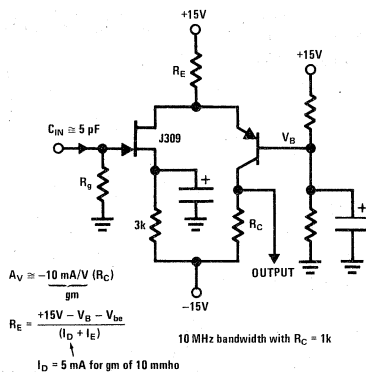 +15V
+15V
R_E
C_IN ≅ 5 pF
J309
V_B
+
R_g
3k
R_C
+
OUTPUT
−15V
A_V ≅ −10 mA/V (R_C)
gm
R_E = +15V − V_B − V_be
(I_D + I_E)
10 MHz bandwidth with R_C = 1k
I_D = 5 mA for gm of 10 mmho